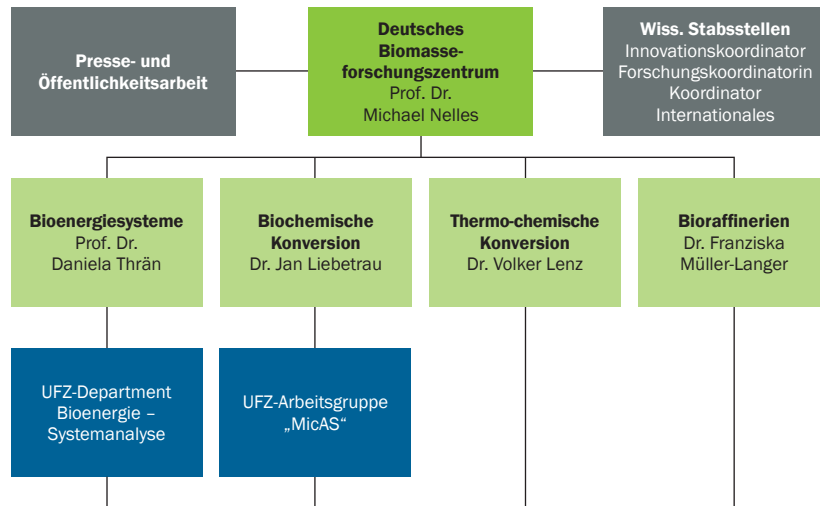 Presse- und
Öffentlichkeitsarbeit
Deutsches
Biomasse-
forschungszentrum
Prof. Dr.
Michael Nelles
Wiss. Stabsstellen
Innovationskoordinator
Forschungskoordinatorin
Koordinator
Internationales
Bioenergiesysteme
Prof. Dr.
Daniela Thrän
Biochemische
Konversion
Dr. Jan Liebetrau
Thermo-chemische
Konversion
Dr. Volker Lenz
Bioraffinerien
Dr. Franziska
Müller-Langer
UFZ-Department
Bioenergie –
Systemanalyse
UFZ-Arbeitsgruppe
„MicAS“